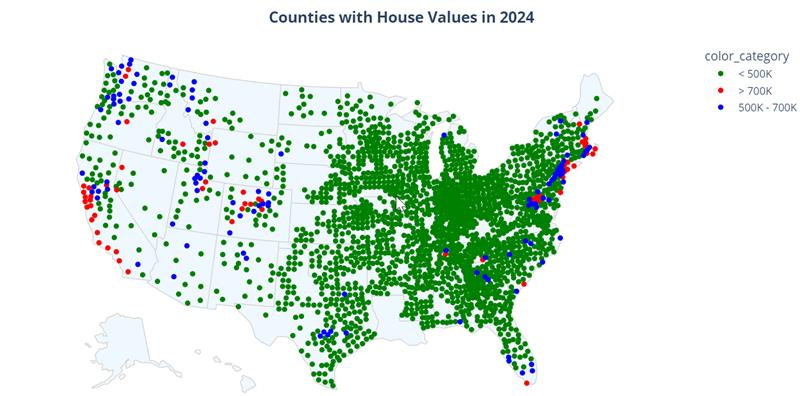 Counties with House Values in 2024
color_category
< 500K
> 700K
500K - 700K